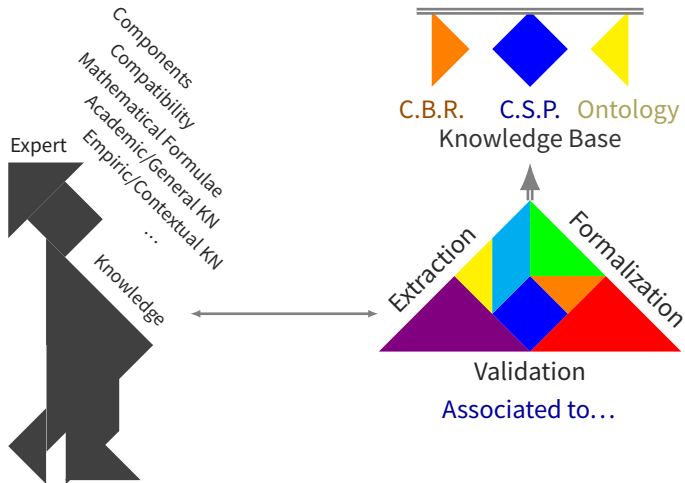 Components
Compatibility
Mathematical Formulae
Academic/General KN
Empiric/Contextual KN
…
Expert
Knowledge
C.B.R. C.S.P. Ontology
Knowledge Base
Extraction
Formalization
Validation
Associated to…